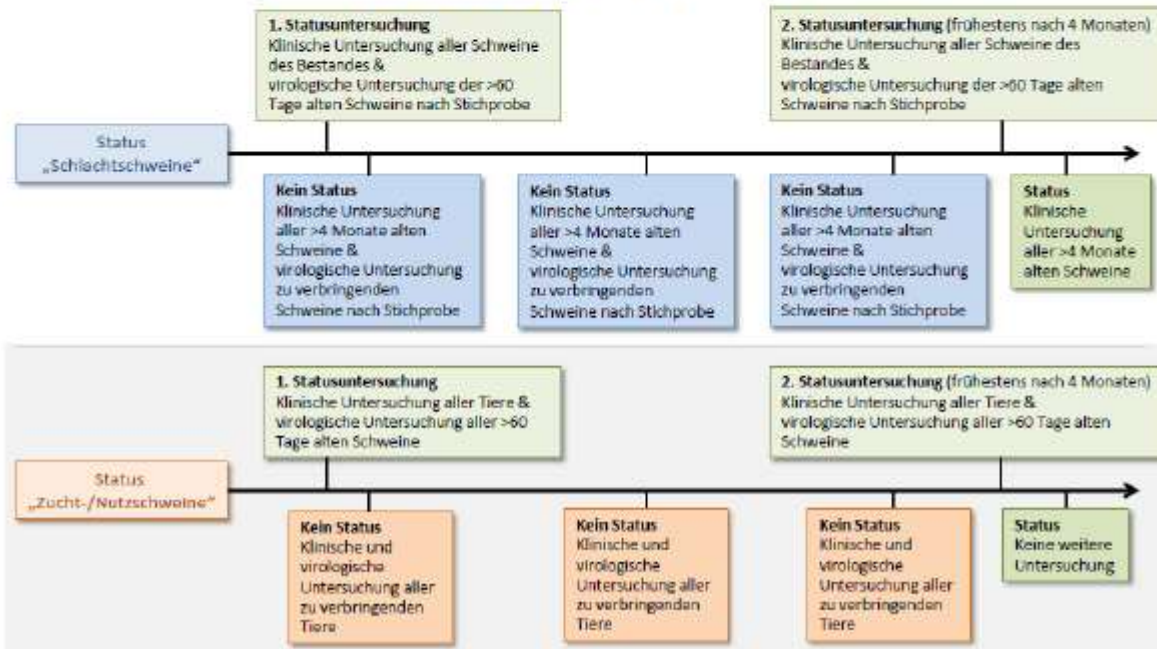 1. Statusuntersuchung
Klinische Untersuchung aller Schweine
des Bestandes &
virologische Untersuchung der >60
Tage alten Schweine nach Stichprobe
2. Statusuntersuchung (frühestens nach 4 Monaten)
Klinische Untersuchung aller Schweine des
Bestandes &
virologische Untersuchung der >60 Tage alten
Schweine nach Stichprobe
Status
„Schlachtschweine“
Kein Status
Klinische Untersuchung
aller >4 Monate alten
Schweine &
virologische Untersuchung
zu verbringenden
Schweine nach Stichprobe
Kein Status
Klinische Untersuchung
aller >4 Monate alten
Schweine &
virologische Untersuchung
zu verbringenden
Schweine nach Stichprobe
Kein Status
Klinische Untersuchung
aller >4 Monate alten
Schweine &
virologische Untersuchung
zu verbringenden
Schweine nach Stichprobe
Status
Klinische
Untersuchung
aller >4 Monate
alten Schweine
1. Statusuntersuchung
Klinische Untersuchung aller Tiere &
virologische Untersuchung aller >60
Tage alten Schweine
2. Statusuntersuchung (frühestens nach 4 Monaten)
Klinische Untersuchung aller Tiere &
virologische Untersuchung aller >60 Tage alten
Schweine
Status
„Zucht-/Nutzschweine“
Kein Status
Klinische und
virologische
Untersuchung aller
zu verbringenden
Tiere
Kein Status
Klinische und
virologische
Untersuchung aller
zu verbringenden
Tiere
Kein Status
Klinische und
virologische
Untersuchung aller
zu verbringenden
Tiere
Status
Keine weitere
Untersuchung